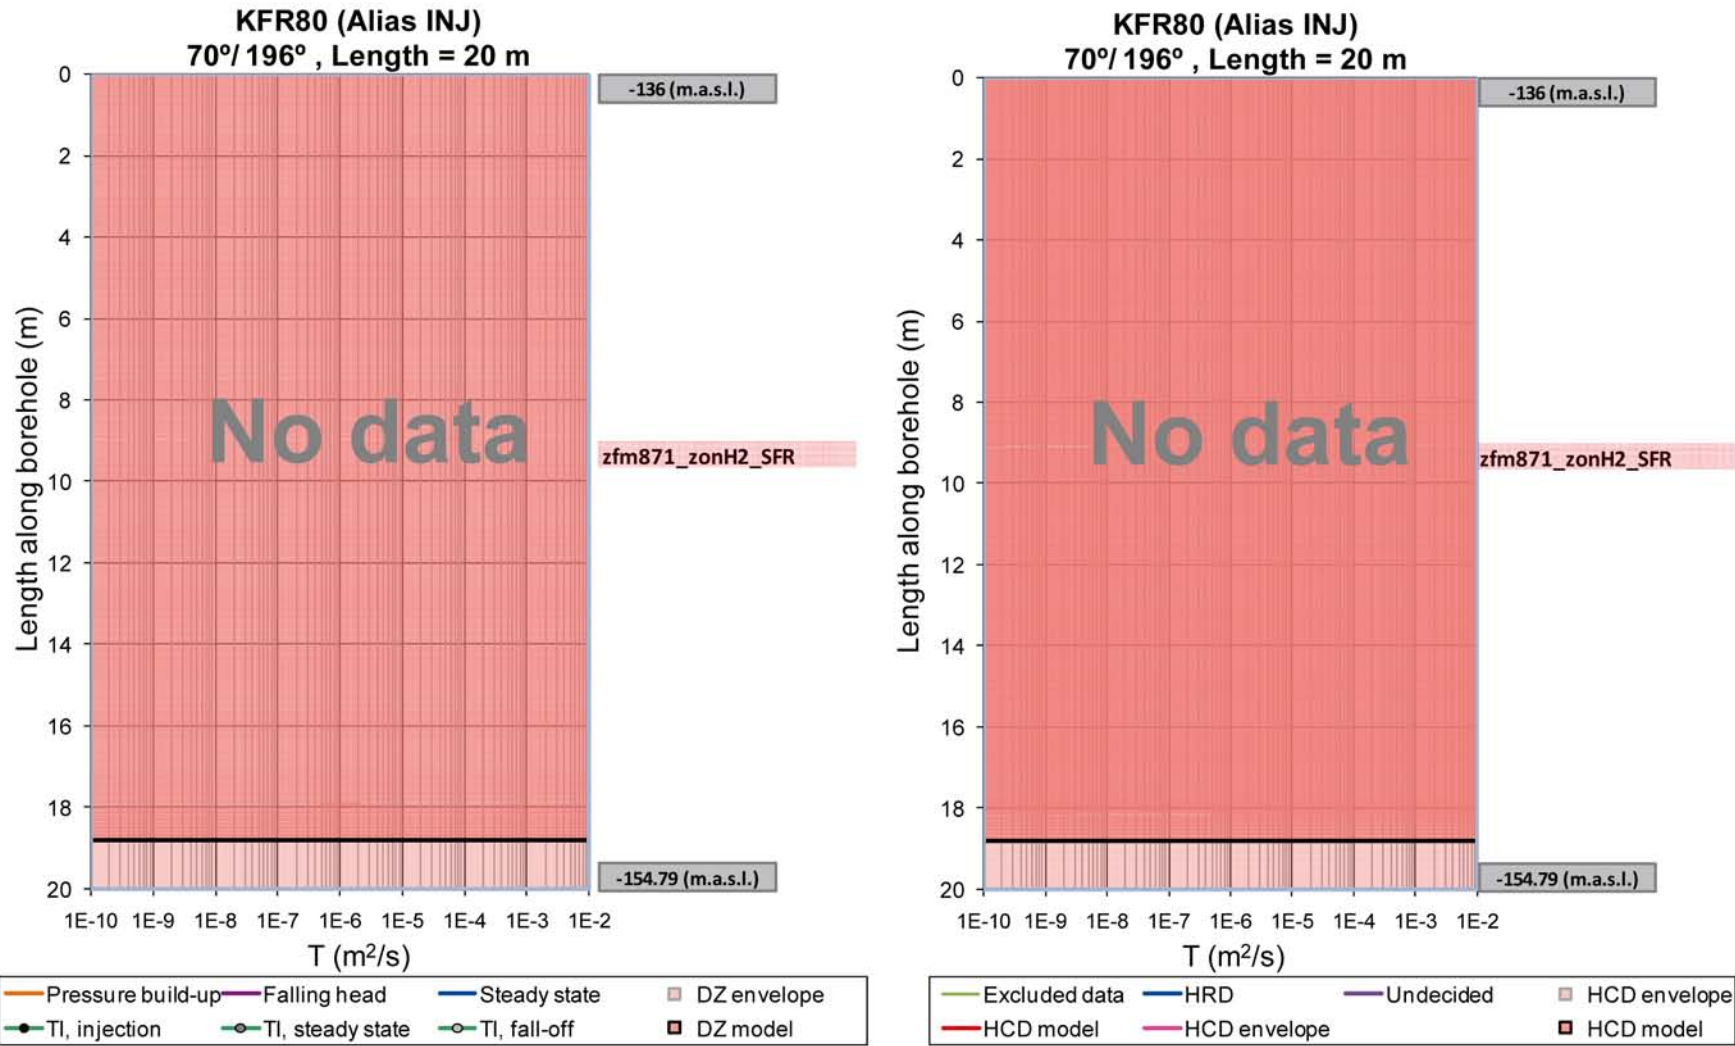 KFR80 (Alias INJ)
70º/ 196º , Length = 20 m
0
2
4
6
8
10
12
14
16
18
20
Length along borehole (m)
No data
-136 (m.a.s.l.)
zfm871_zonH2_SFR
-154.79 (m.a.s.l.)
1E-10 1E-9 1E-8 1E-7 1E-6 1E-5 1E-4 1E-3 1E-2
T (m²/s)
Pressure build-up Falling head Steady state DZ envelope
TI, injection TI, steady state TI, fall-off DZ model
KFR80 (Alias INJ)
70º/ 196º , Length = 20 m
0
2
4
6
8
10
12
14
16
18
20
Length along borehole (m)
No data
-136 (m.a.s.l.)
zfm871_zonH2_SFR
-154.79 (m.a.s.l.)
1E-10 1E-9 1E-8 1E-7 1E-6 1E-5 1E-4 1E-3 1E-2
T (m²/s)
Excluded data HRD Undecided HCD envelope
HCD model HCD envelope HCD model